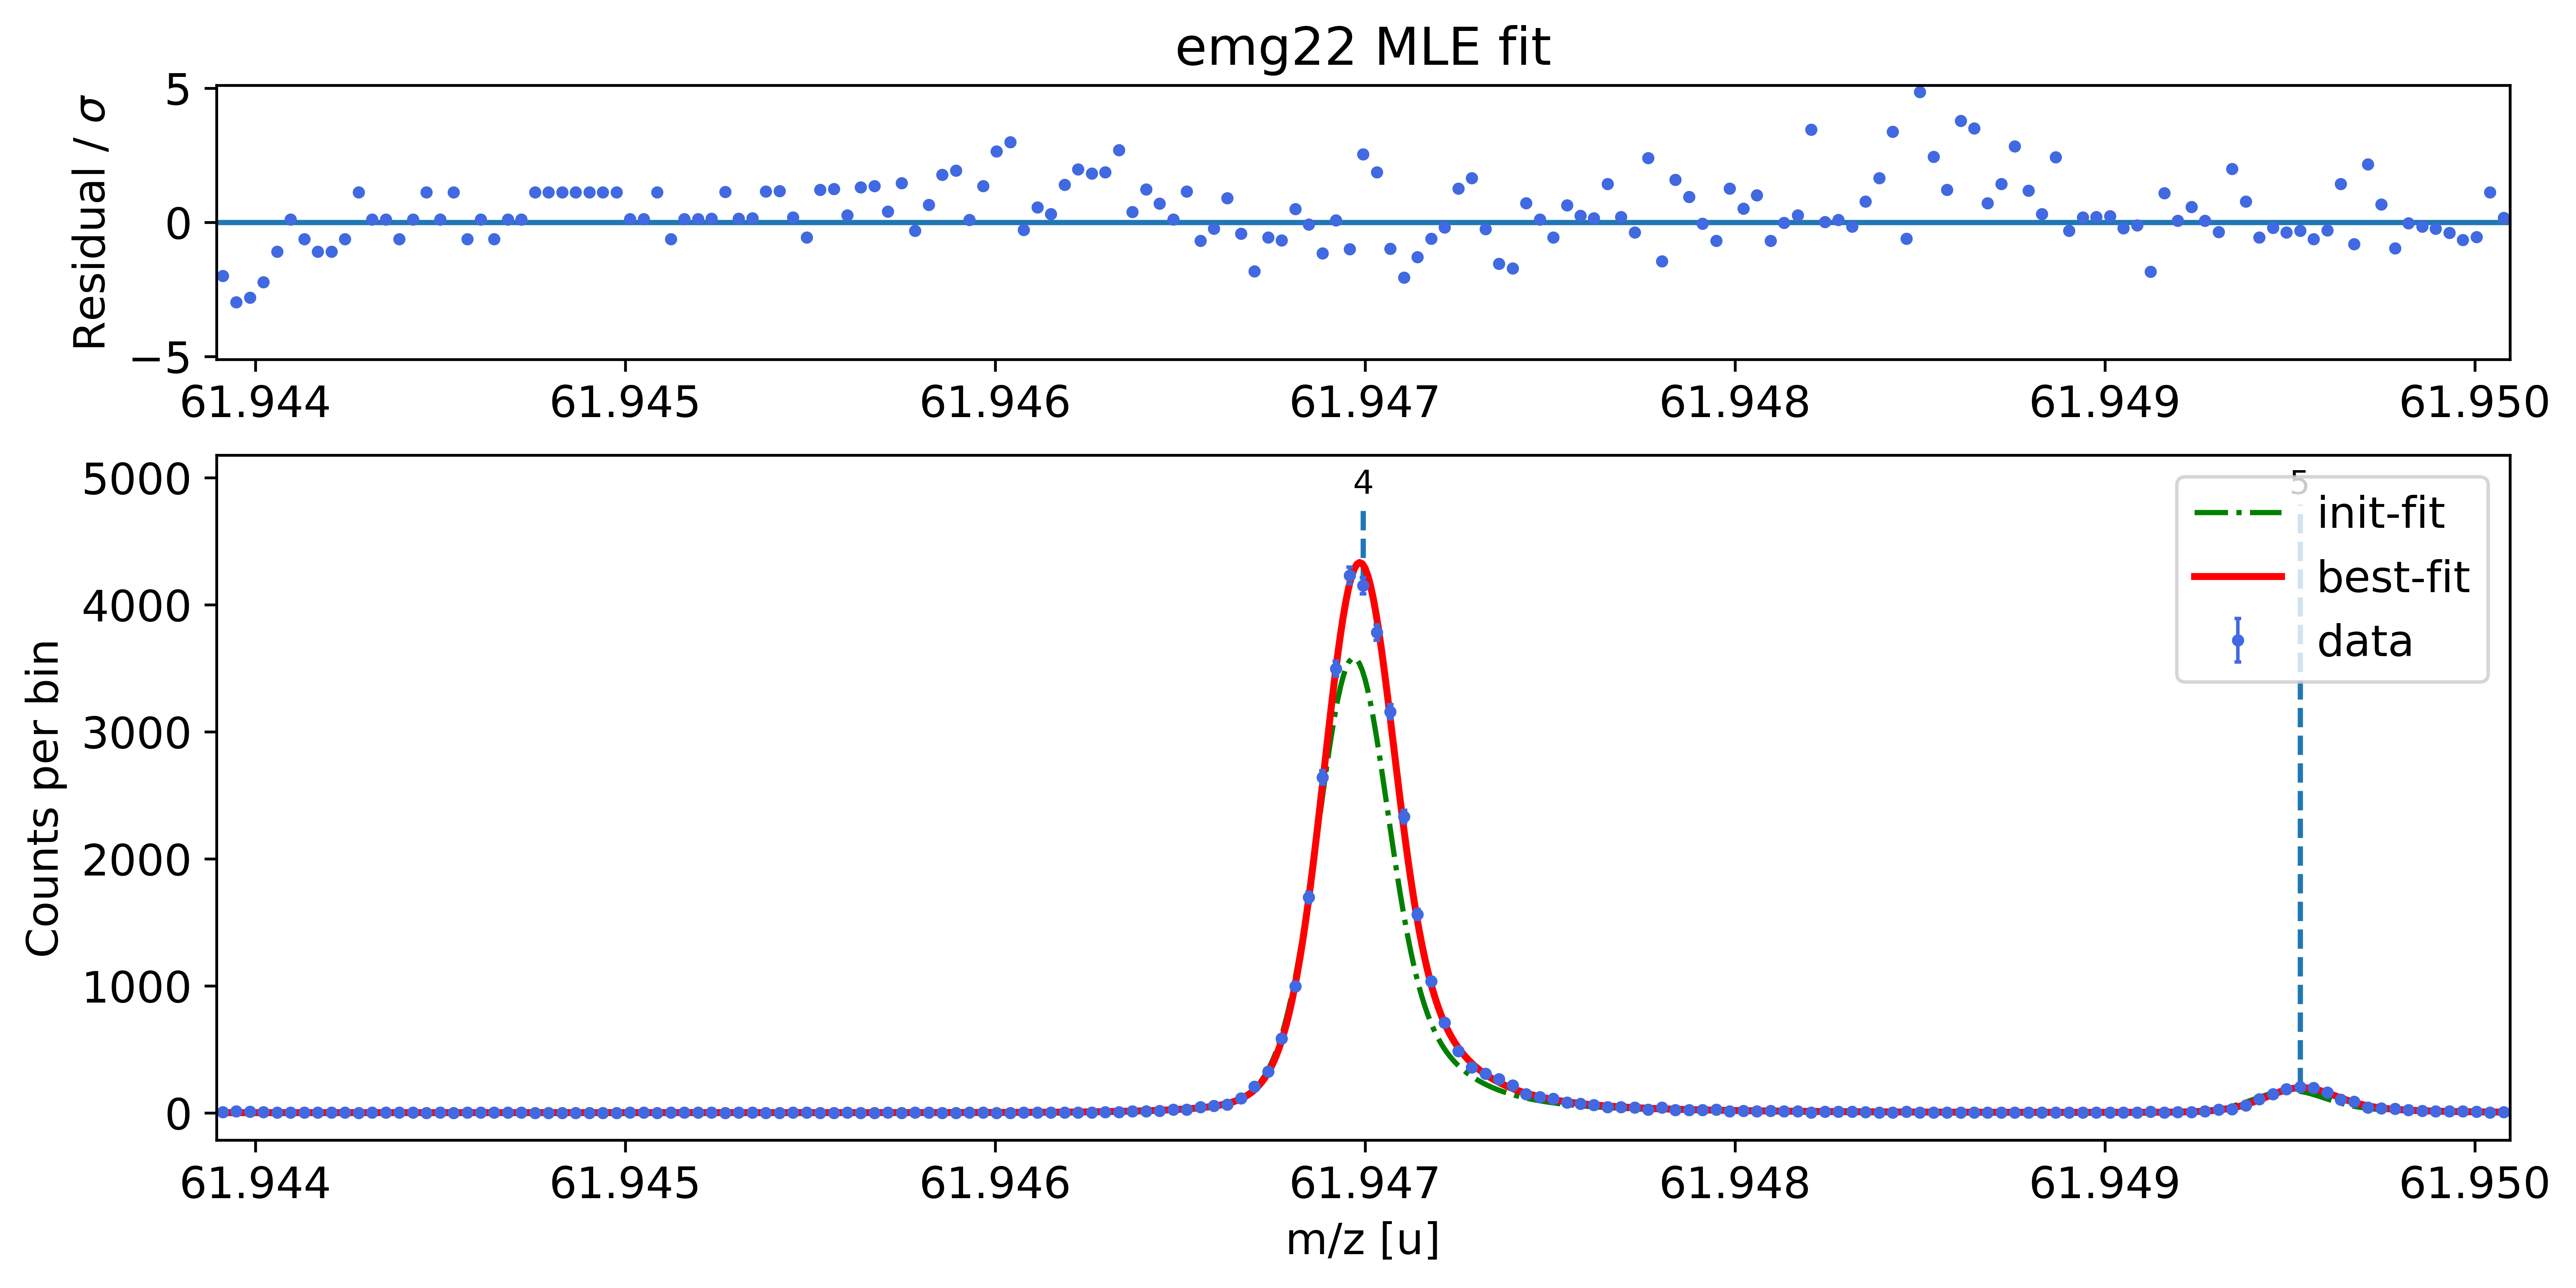 emg22 MLE fit
Residual / σ
5
0
−5
61.944 61.945 61.946 61.947 61.948 61.949 61.950
Counts per bin
5000
4000
3000
2000
1000
0
4
5
init-fit
best-fit
data
61.944 61.945 61.946 61.947 61.948 61.949 61.950
m/z [u]